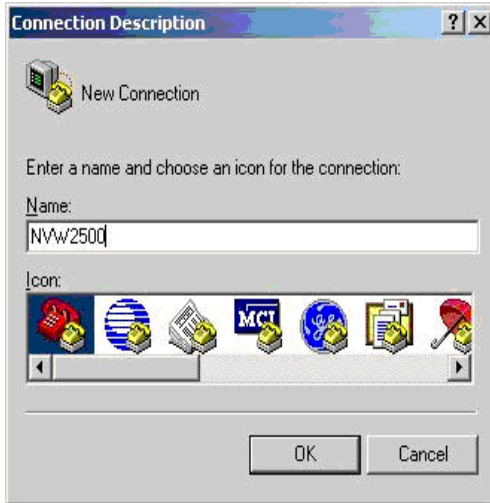 Connection Description
New Connection
Enter a name and choose an icon for the connection:
Name:
NVW2500
Icon:
MCI
OK
Cancel